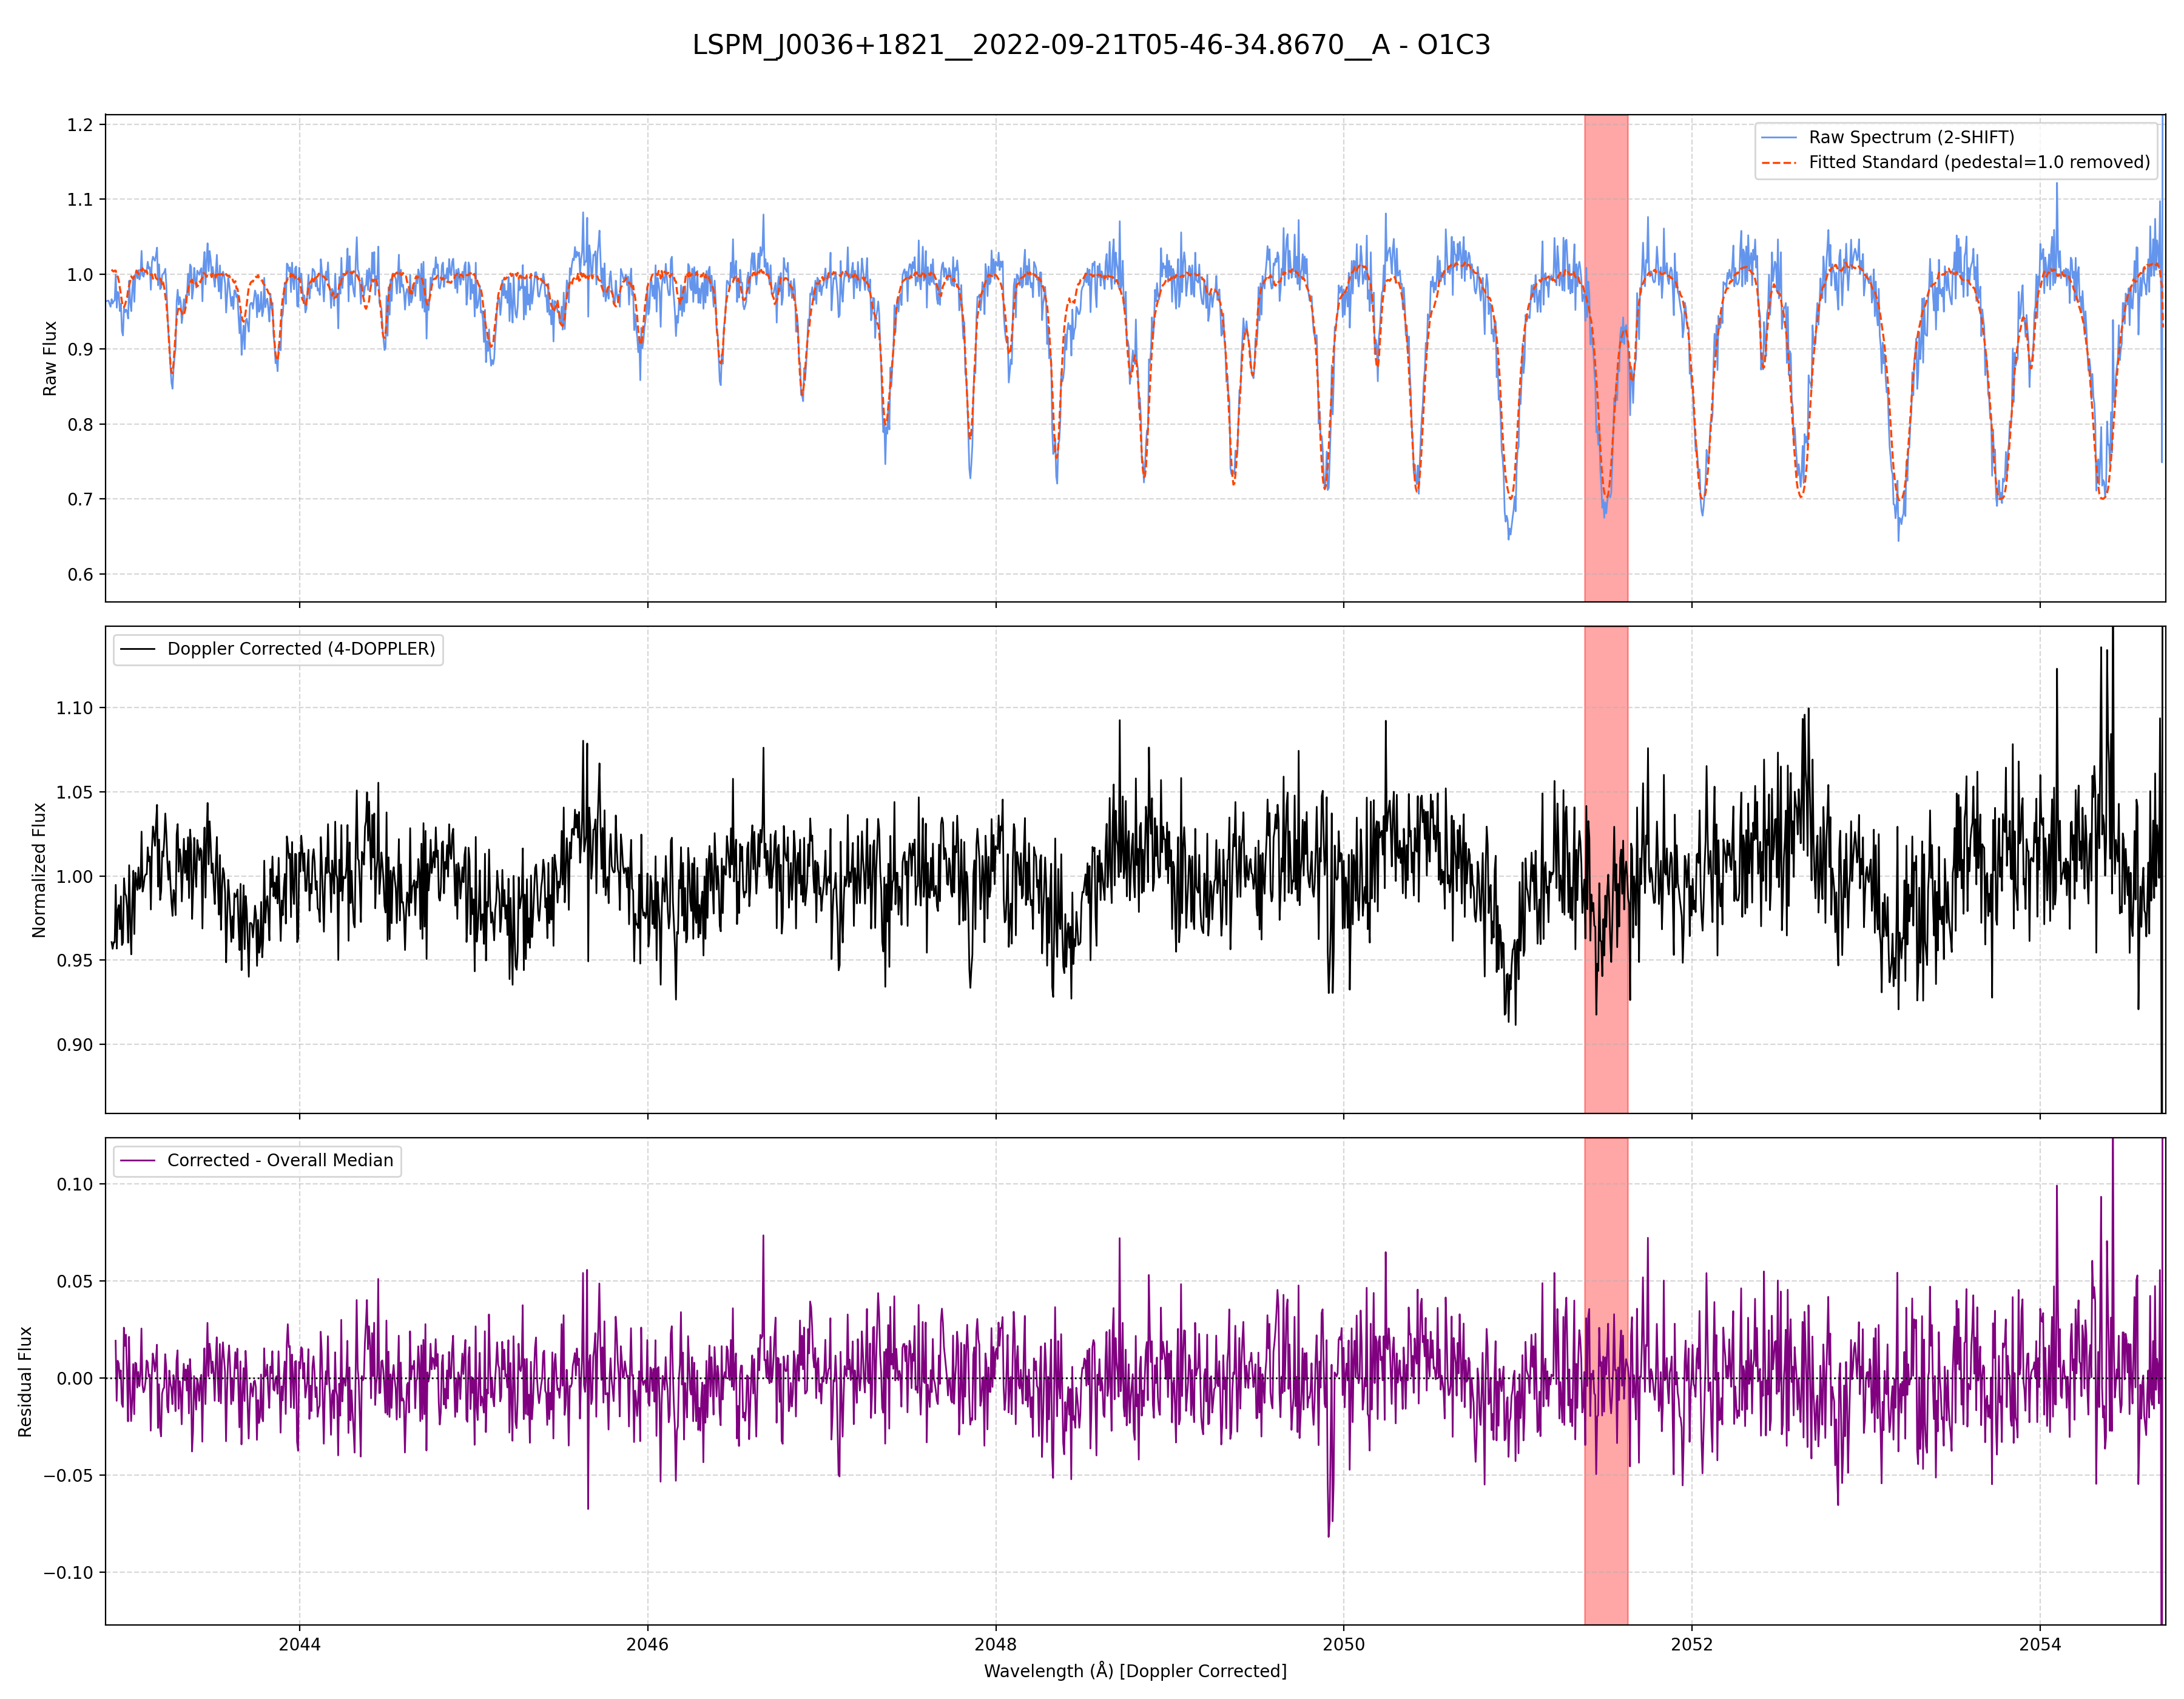 LSPM_J0036+1821__2022-09-21T05-46-34.8670__A - O1C3
Raw Flux
1.2
1.1
1.0
0.9
0.8
0.7
0.6
Raw Spectrum (2-SHIFT)
Fitted Standard (pedestal=1.0 removed)
Normalized Flux
1.10
1.05
1.00
0.95
0.90
Doppler Corrected (4-DOPPLER)
Residual Flux
0.10
0.05
0.00
−0.05
−0.10
Corrected - Overall Median
2044 2046 2048 2050 2052 2054
Wavelength (Å) [Doppler Corrected]